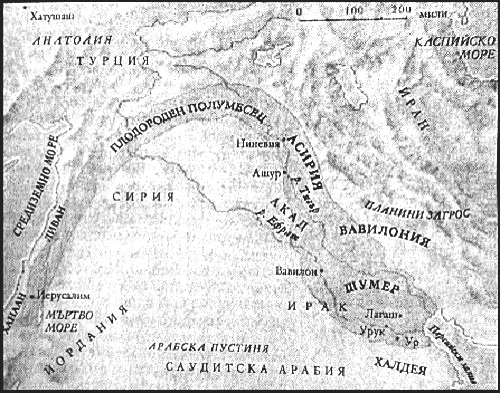 Хатушаш
0 100 200
МИЛИ
АНАТОЛИЯ
КАСПИЙСКО
МОРЕ
ТУРЦИЯ
ИРАН
ПЛОДОРОДЕН ПОЛУМЕСЕЦ
АСИРИЯ
Ниневия
СРЕДИЗЕМНО МОРЕ
Ашур
р. Тигър
СИРИЯ
ЛИВАН
АКАД
р. Ефрат
ПЛАНИНИ ЗАГРОС
ВАВИЛОНИЯ
Вавилон
ШУМЕР
Йерусалим
ХАНААН
МЪРТВО
МОРЕ
ИРАК
Лагаш
Урук
Ур
Персийски залив
ЙОРДАНИЯ
АРАБСКА ПУСТИНЯ
САУДИТСКА АРАБИЯ
ХАЛДЕЯ